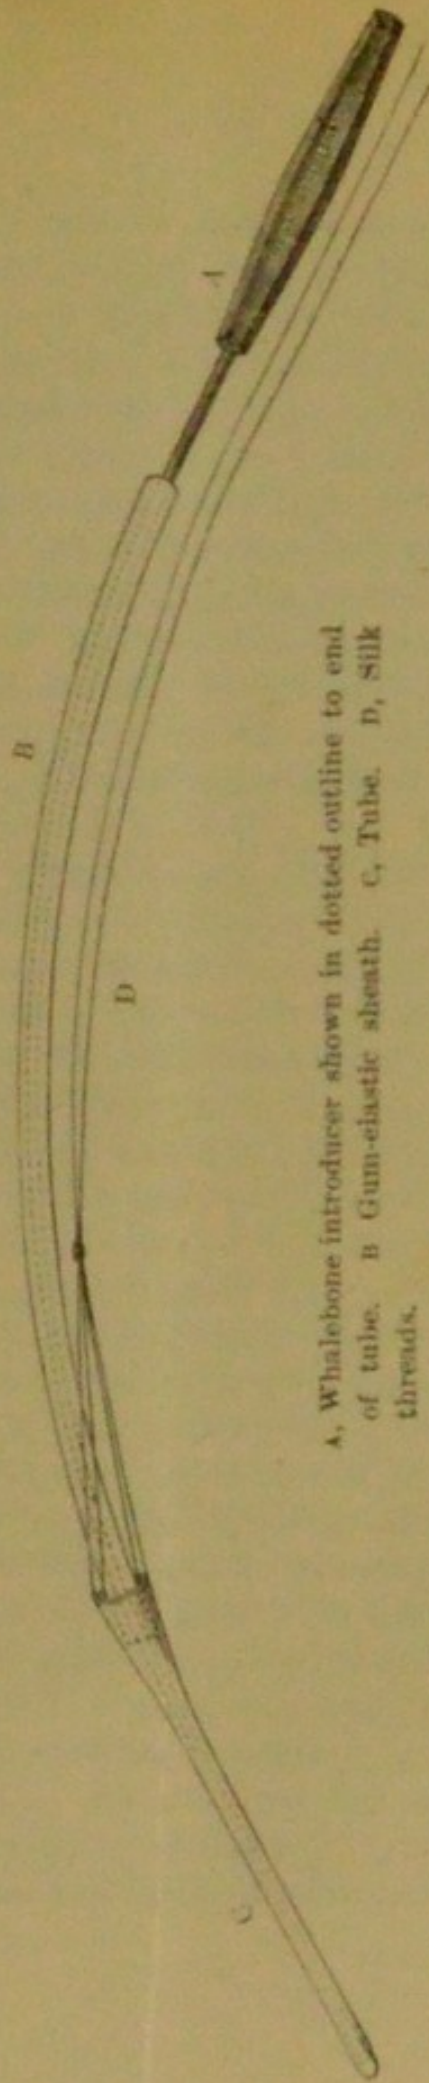 A
B
D
C
A, Whalebone introducer shown in dotted outline to end
of tube. B Gum-elastic sheath. C, Tube. D, Silk
threads.